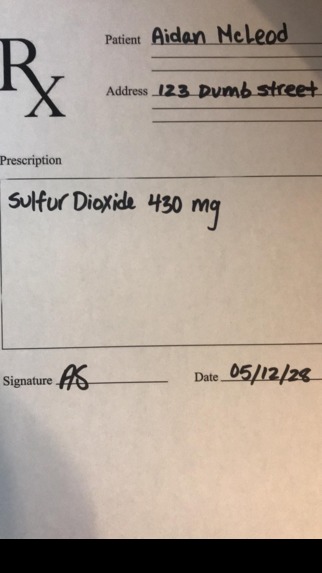 Rx
Patient Aidan McLeod
Address 123 Dumb street
Prescription
Sulfur Dioxide 430 mg
Signature AS Date 05/12/28